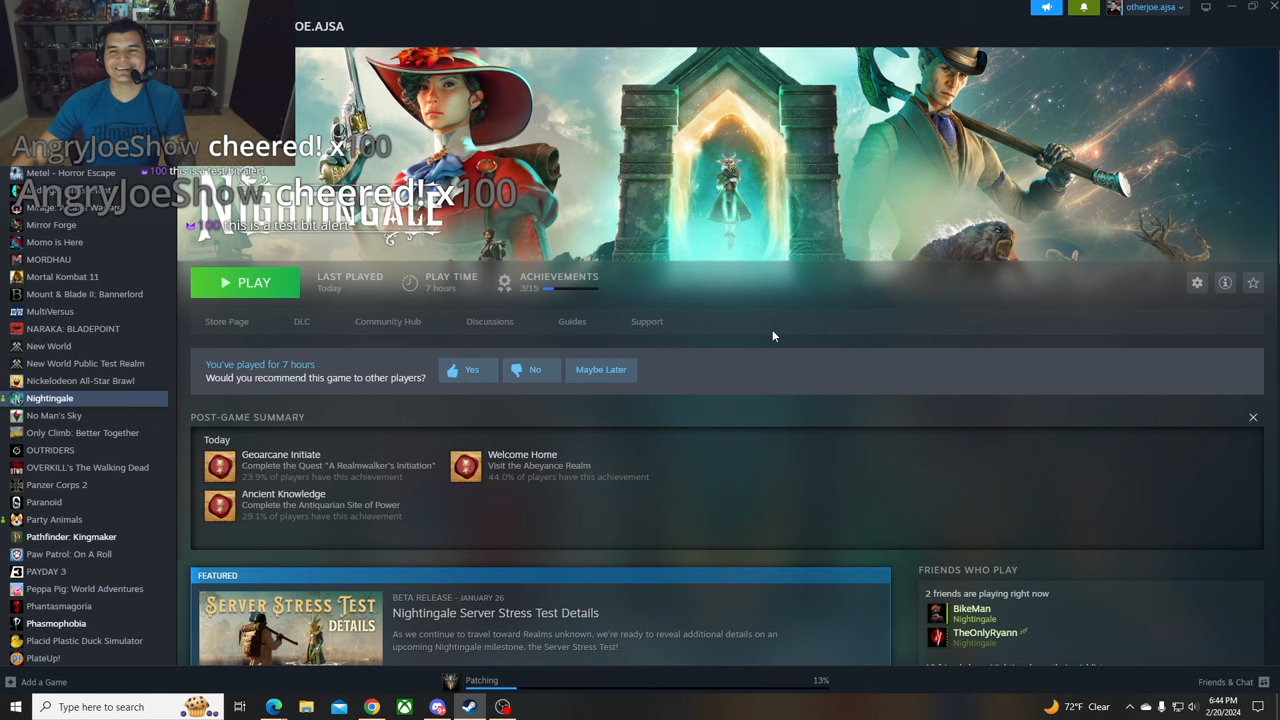 OE.AJSA
otherjoe.ajsa
AngryJoeShow cheered! x100
100 this is a test bit alert
AngryJoeShow cheered! x100
100 this is a test bit alert
NIGHTINGALE
Metel - Horror Escape
Mirage: Arcane Warfare
Mirror Forge
Momo is Here
MORDHAU
Mortal Kombat 11
Mount & Blade II: Bannerlord
MultiVersus
NARAKA: BLADEPOINT
New World
New World Public Test Realm
Nickelodeon All-Star Brawl
Nightingale
No Man's Sky
Only Climb: Better Together
OUTRIDERS
OVERKILL's The Walking Dead
Panzer Corps 2
Paranoid
Party Animals
Pathfinder: Kingmaker
Paw Patrol: On A Roll
PAYDAY 3
Peppa Pig: World Adventures
Phantasmagoria
Phasmophobia
Placid Plastic Duck Simulator
PlateUp!
PLAY
LAST PLAYED
Today
PLAY TIME
7 hours
ACHIEVEMENTS
3/15
Store Page
DLC
Community Hub
Discussions
Guides
Support
You've played for 7 hours
Would you recommend this game to other players?
Yes
No
Maybe Later
POST-GAME SUMMARY
Today
Geoarcane Initiate
Complete the Quest "A Realmwalker's Initiation"
23.9% of players have this achievement
Welcome Home
Visit the Abeyance Realm
44.0% of players have this achievement
Ancient Knowledge
Complete the Antiquarian Site of Power
29.1% of players have this achievement
FEATURED
SERVER STRESS TEST
DETAILS
BETA RELEASE - JANUARY 26
Nightingale Server Stress Test Details
As we continue to travel toward Realms unknown, we're ready to reveal additional details on an
upcoming Nightingale milestone, the Server Stress Test!
FRIENDS WHO PLAY
2 friends are playing right now
BikeMan
Nightingale
TheOnlyRyann
Nightingale
Add a Game
Patching
13%
Friends & Chat
Type here to search
72°F Clear
6:44 PM
2/20/2024